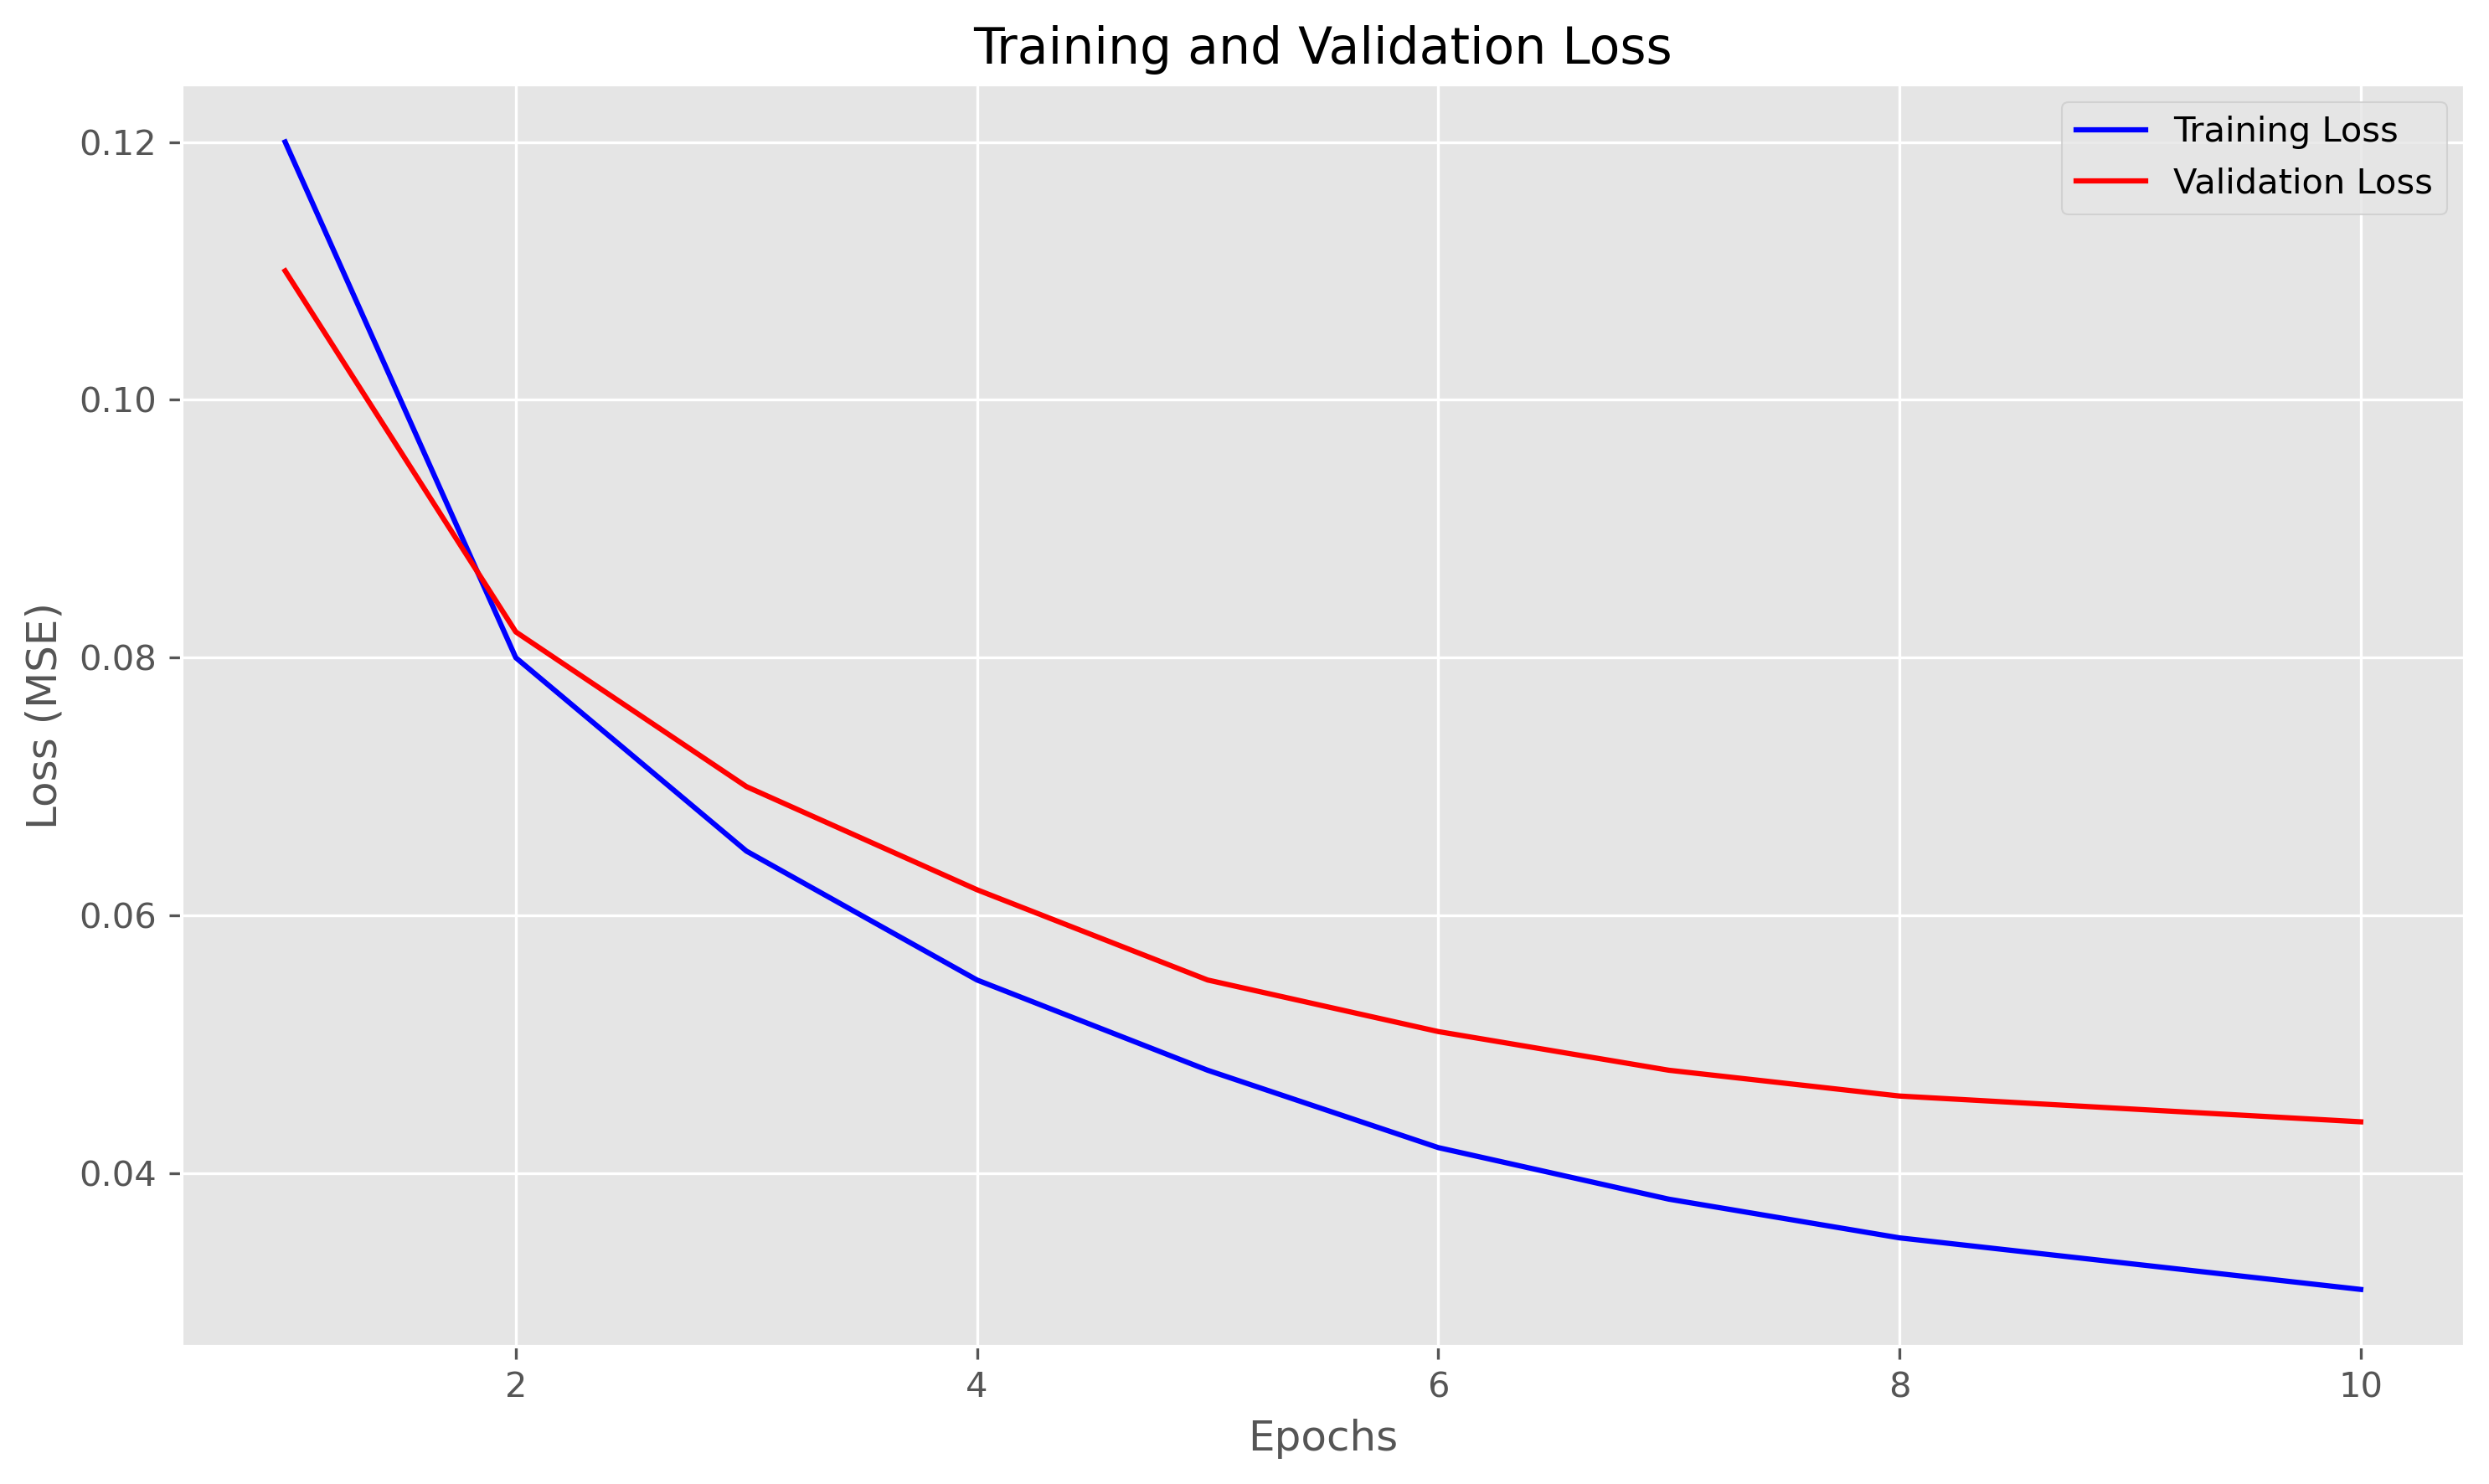 Training and Validation Loss
Training Loss
Validation Loss
0.12
0.10
0.08
0.06
0.04
Loss (MSE)
2 4 6 8 10
Epochs